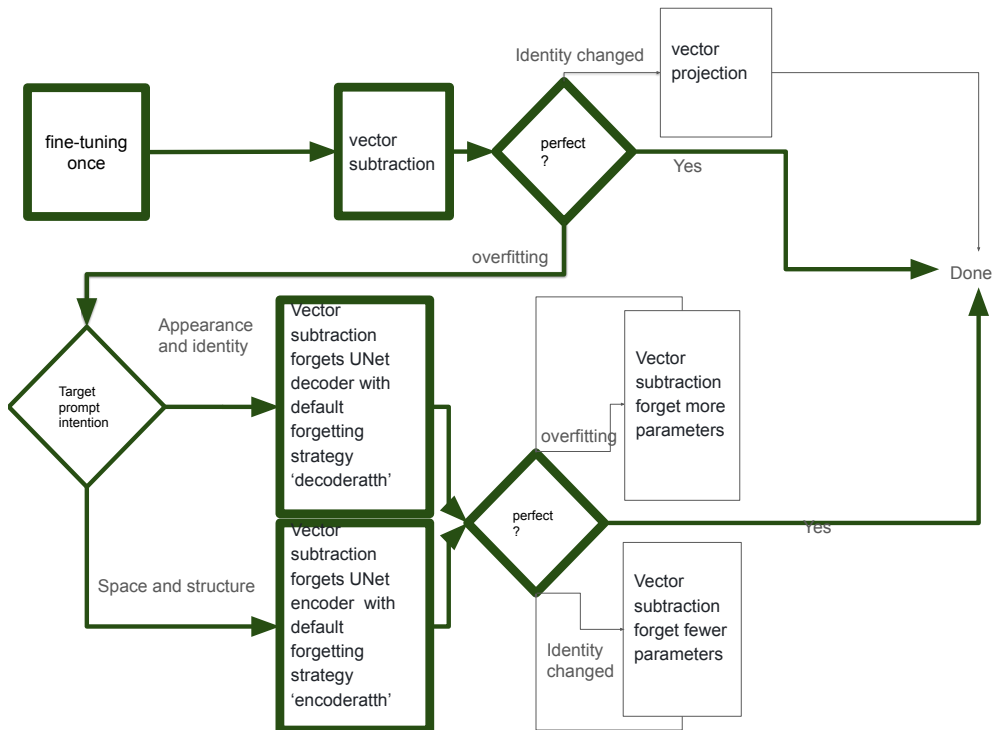 Identity changed
vector
projection
fine-tuning
once
vector
subtraction
perfect
?
Yes
overfitting
Done
Appearance
and identity
Vector
subtraction
forgets UNet
decoder with
default
forgetting
strategy
‘decoderatth’
Target
prompt
intention
Vector
subtraction
forget more
parameters
overfitting
perfect
?
Yes
Space and structure
Vector
subtraction
forgets UNet
encoder with
default
forgetting
strategy
‘encoderatth’
Vector
subtraction
forget fewer
parameters
Identity
changed